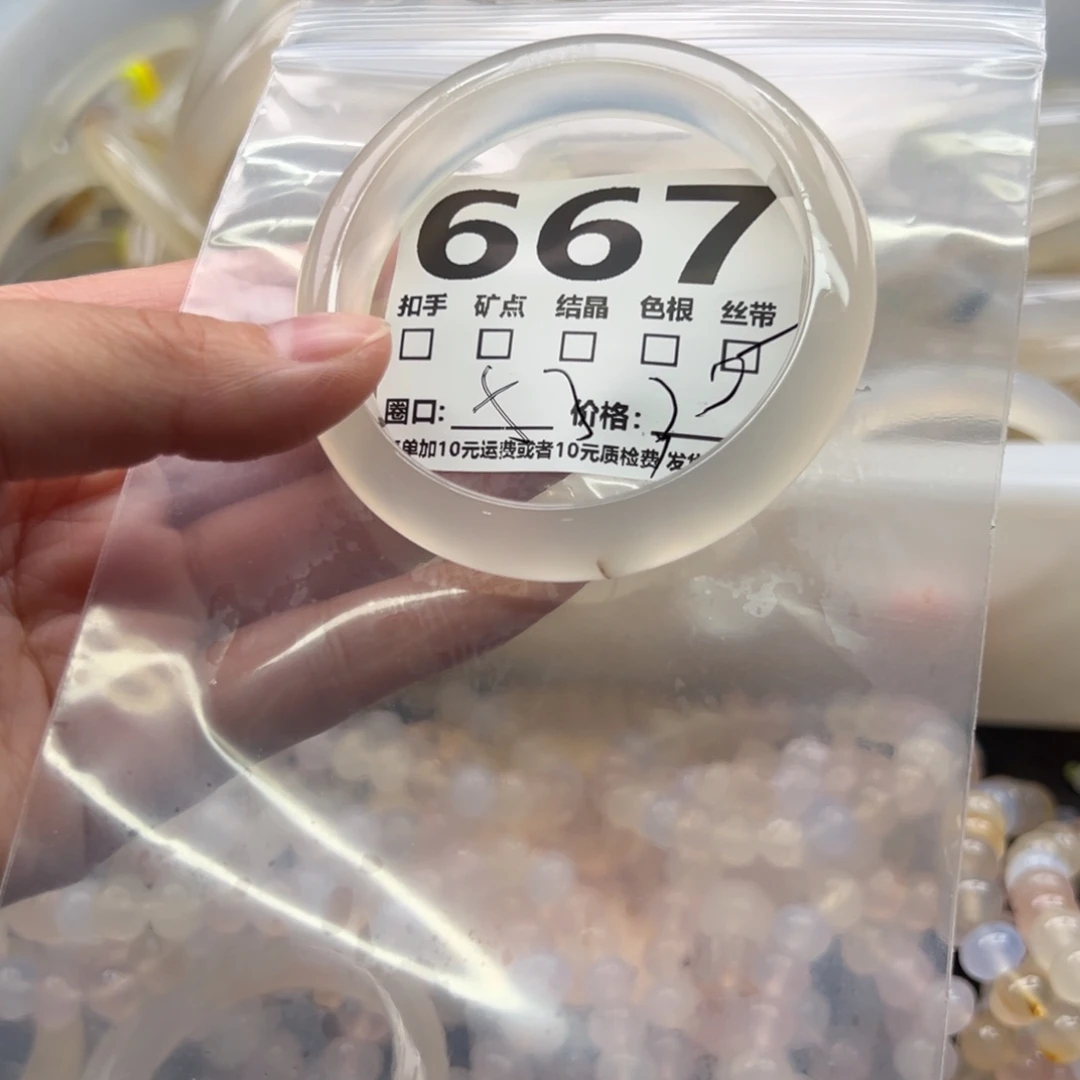 667
扣手 矿点 结晶 色根 丝带
圈口: 价格:
单加10元运费或者10元质检费 发